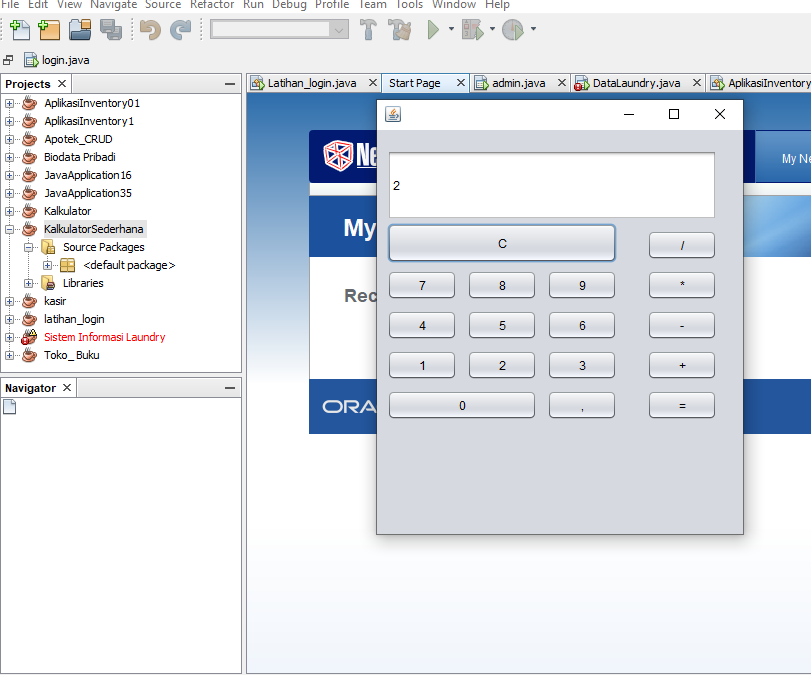 File Edit View Navigate Source Refactor Run Debug Profile Team Tools Window Help
login.java
Projects
AplikasiInventory01
AplikasiInventory1
Apotek_CRUD
Biodata Pribadi
JavaApplication16
JavaApplication35
Kalkulator
KalkulatorSederhana
Source Packages
<default package>
Libraries
kasir
latihan_login
Sistem Informasi Laundry
Toko_Buku
Navigator
Latihan_login.java Start Page admin.java DataLaundry.java AplikasiInventory
Ne
My Ne
My
Rec
ORA
2
C /
7 8 9 *
4 5 6 -
1 2 3 +
0 , =